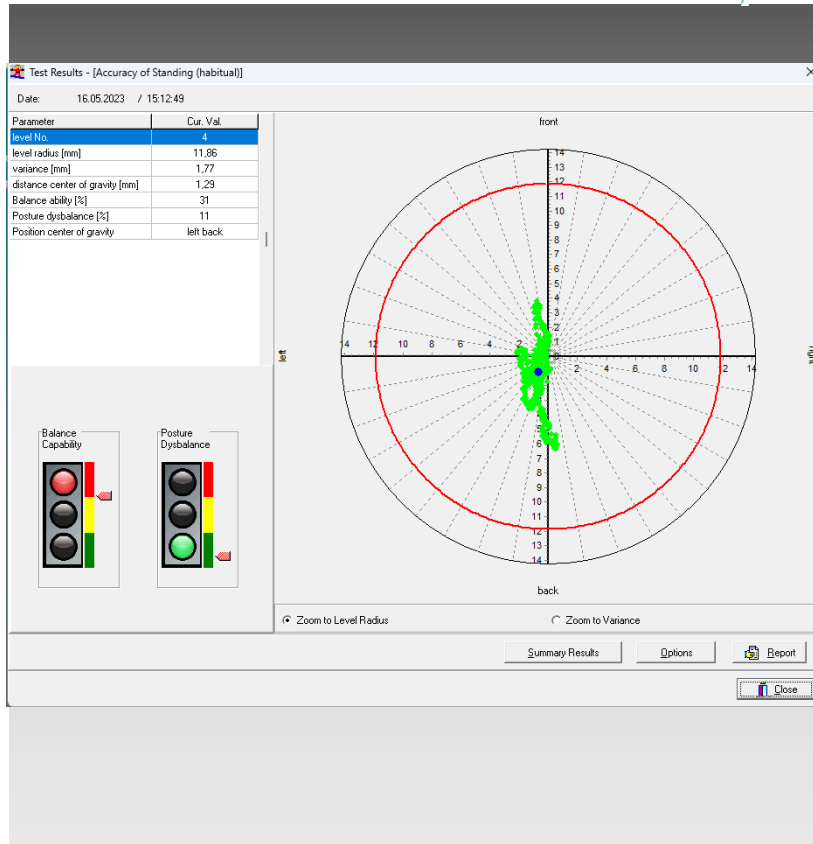 Test Results - [Accuracy of Standing (habitual)]
Date: 16.05.2023 / 15:12:49
Parameter Cur. Val.
level No. 4
level radius [mm] 11,86
variance [mm] 1,77
distance center of gravity [mm] 1,29
Balance ability [%] 31
Posture dysbalance [%] 11
Position center of gravity left back
front
14
13
12
11
10
9
8
7
6
5
4
3
2
1
0
left
14 12 10 8 6 4 2
2 4 6 8 10 12 14
right
5
6
7
8
9
10
11
12
13
14
back
Balance
Capability
Posture
Dysbalance
Zoom to Level Radius Zoom to Variance
Summary Results Options Report
Close